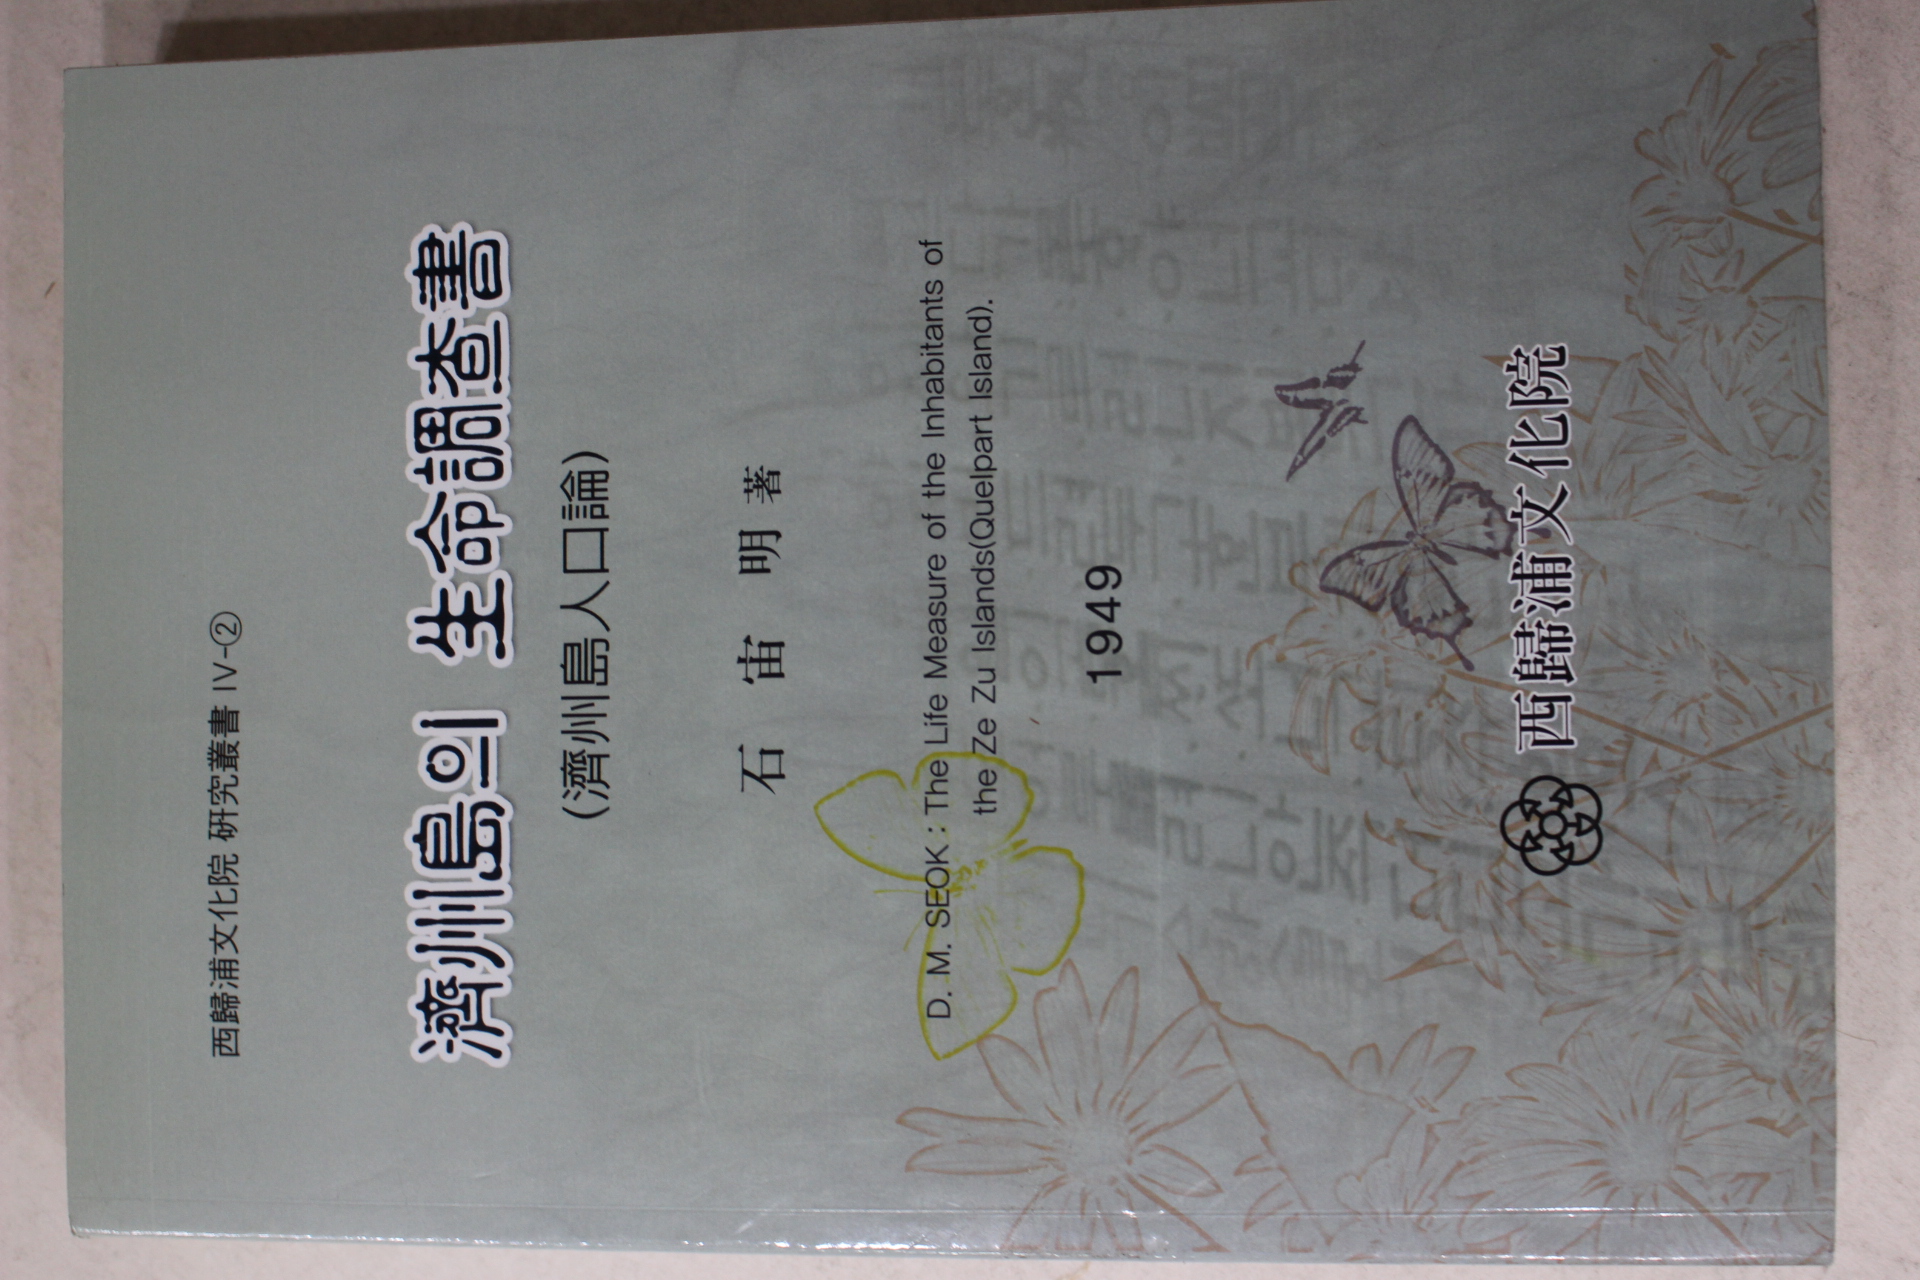 西歸浦文化院 硏究叢書 IV-②
濟州島의 生命調査書
(濟州島人口論)
石 宙 明 著
D. M. SEOK : The Life Measure of the Inhabitants of
the Ze Zu Islands(Quelpart Island).
1949
西歸浦文化院